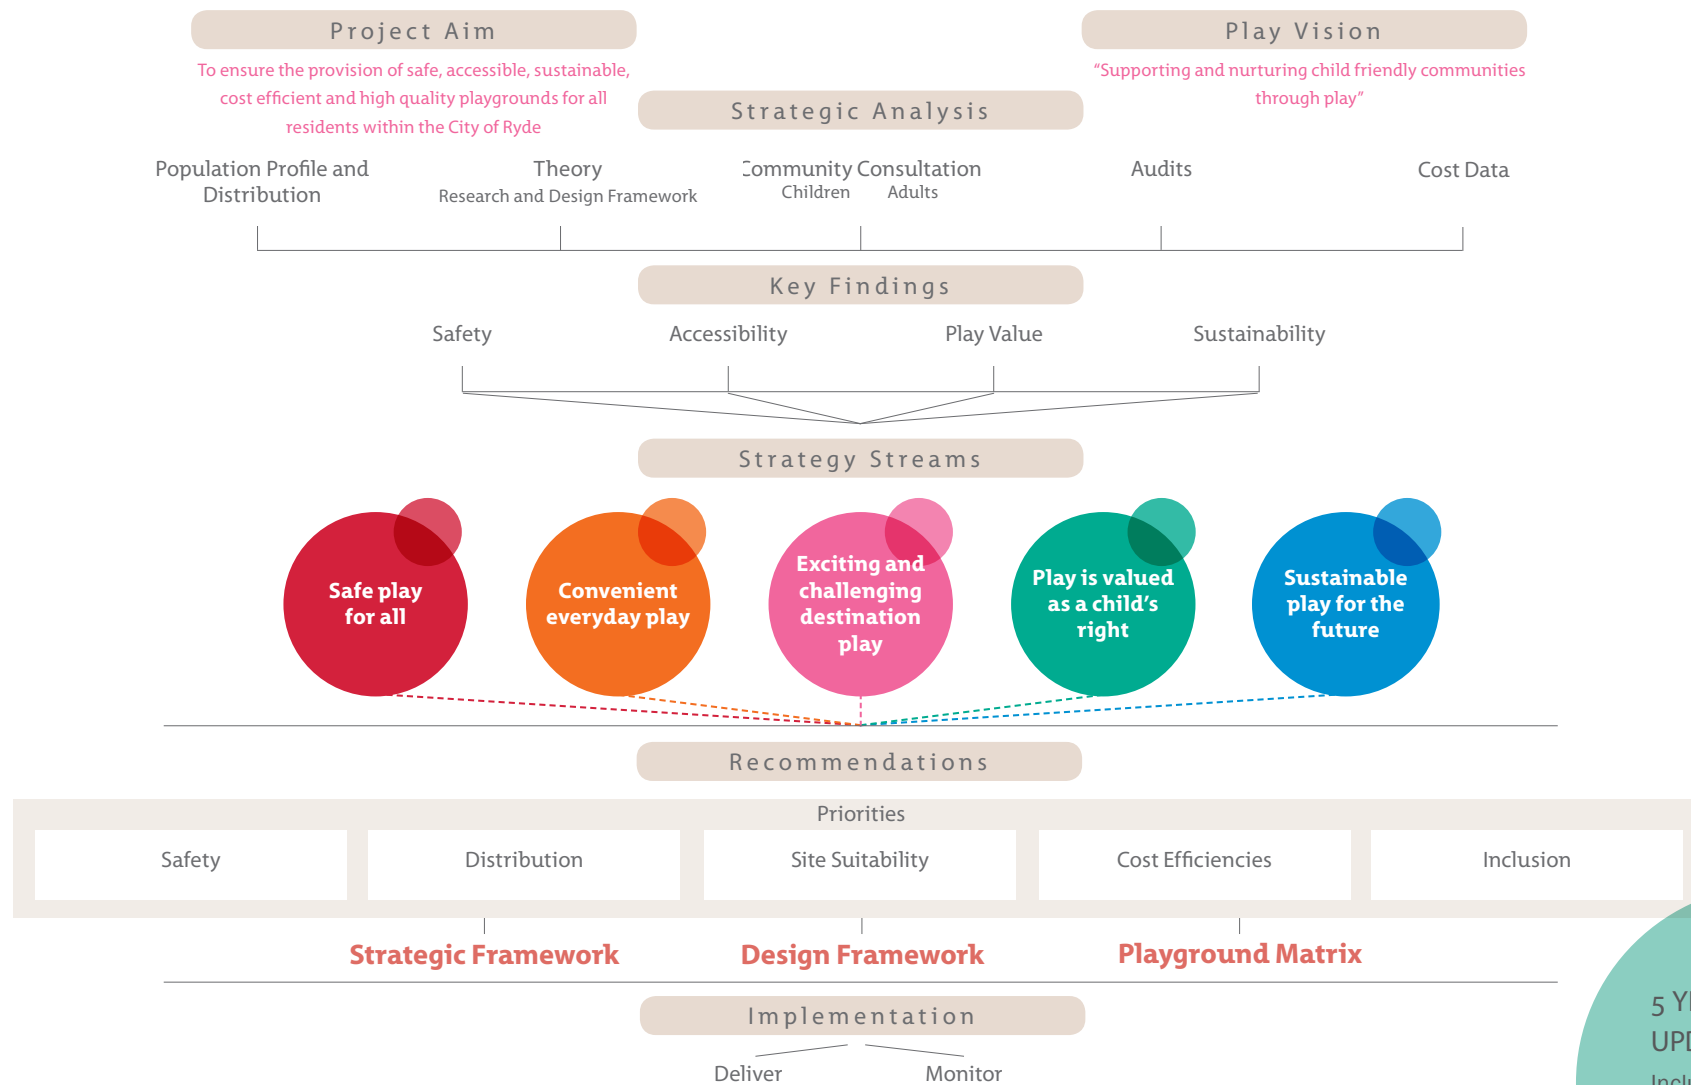 Project Aim
To ensure the provision of safe, accessible, sustainable,
cost efficient and high quality playgrounds for all
residents within the City of Ryde
Play Vision
“Supporting and nurturing child friendly communities
through play”
Strategic Analysis
Population Profile and
Distribution
Theory
Research and Design Framework
Community Consultation
Children Adults
Audits
Cost Data
Key Findings
Safety
Accessibility
Play Value
Sustainability
Strategy Streams
Safe play
for all
Convenient
everyday play
Exciting and
challenging
destination
play
Play is valued
as a child’s
right
Sustainable
play for the
future
Recommendations
Priorities
Safety
Distribution
Site Suitability
Cost Efficiencies
Inclusion
Strategic Framework
Design Framework
Playground Matrix
Implementation
Deliver
Monitor
5